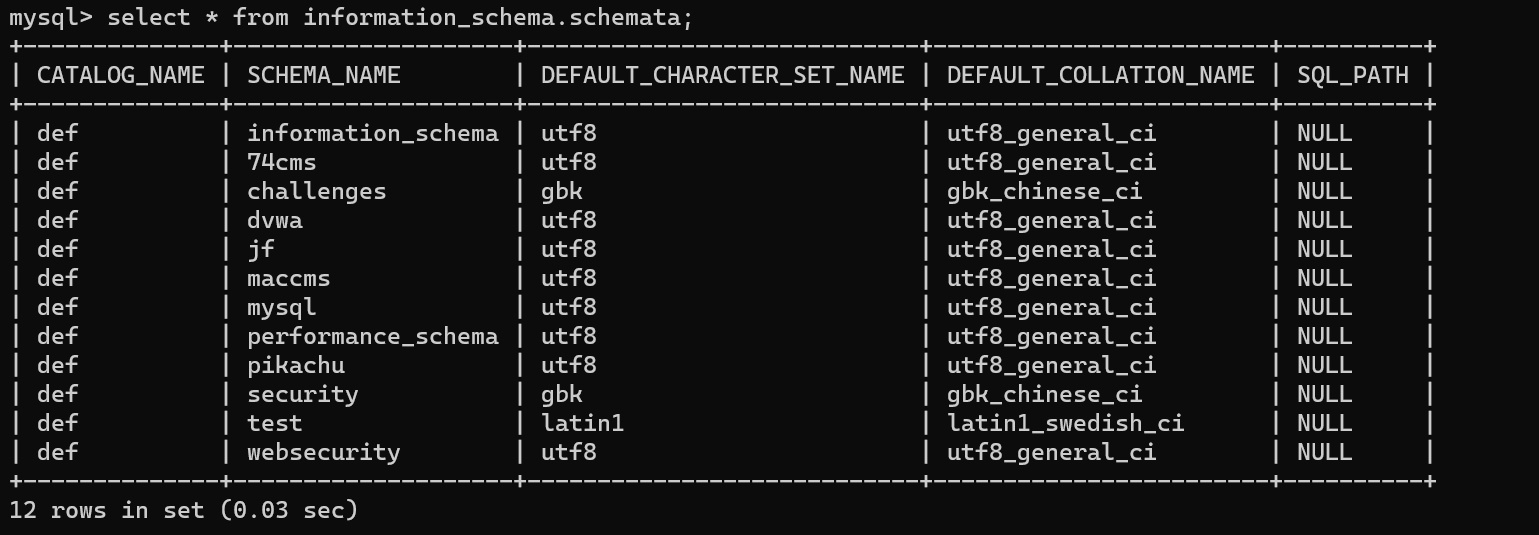 mysql> select * from information_schema.schemata;
+--------------+--------------------+----------------------------+------------------------+----------+
| CATALOG_NAME | SCHEMA_NAME        | DEFAULT_CHARACTER_SET_NAME | DEFAULT_COLLATION_NAME | SQL_PATH |
+--------------+--------------------+----------------------------+------------------------+----------+
| def          | information_schema | utf8                       | utf8_general_ci        | NULL     |
| def          | 74cms              | utf8                       | utf8_general_ci        | NULL     |
| def          | challenges         | gbk                        | gbk_chinese_ci         | NULL     |
| def          | dvwa               | utf8                       | utf8_general_ci        | NULL     |
| def          | jf                 | utf8                       | utf8_general_ci        | NULL     |
| def          | maccms             | utf8                       | utf8_general_ci        | NULL     |
| def          | mysql              | utf8                       | utf8_general_ci        | NULL     |
| def          | performance_schema | utf8                       | utf8_general_ci        | NULL     |
| def          | pikachu            | utf8                       | utf8_general_ci        | NULL     |
| def          | security           | gbk                        | gbk_chinese_ci         | NULL     |
| def          | test               | latin1                     | latin1_swedish_ci      | NULL     |
| def          | websecurity        | utf8                       | utf8_general_ci        | NULL     |
+--------------+--------------------+----------------------------+------------------------+----------+
12 rows in set (0.03 sec)